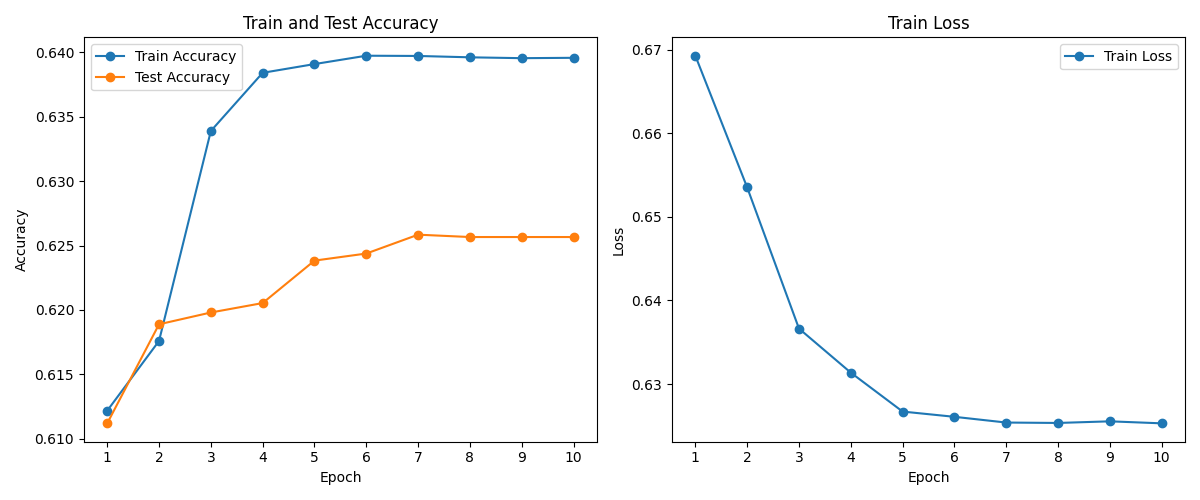 Train and Test Accuracy
Train Accuracy
Test Accuracy
0.640
0.635
0.630
0.625
0.620
0.615
0.610
Accuracy
1 2 3 4 5 6 7 8 9 10
Epoch
Train Loss
Train Loss
0.67
0.66
0.65
0.64
0.63
Loss
1 2 3 4 5 6 7 8 9 10
Epoch